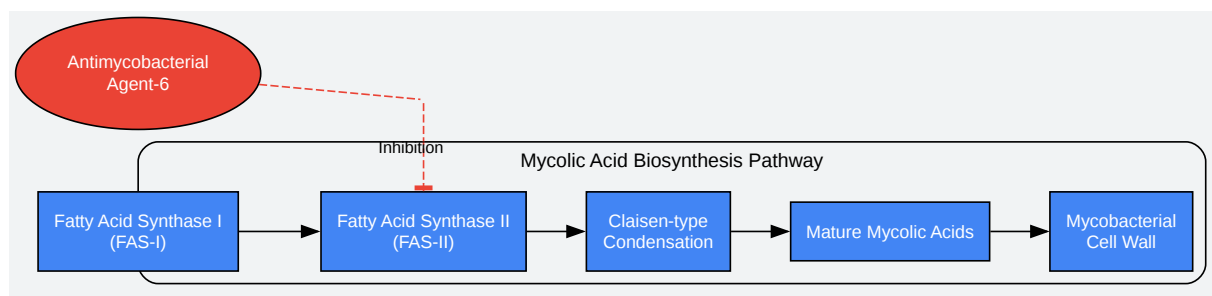 Antimycobacterial
Agent-6
Inhibition
Mycolic Acid Biosynthesis Pathway
Fatty Acid Synthase I
(FAS-I)
Fatty Acid Synthase II
(FAS-II)
Claisen-type
Condensation
Mature Mycolic Acids
Mycobacterial
Cell Wall